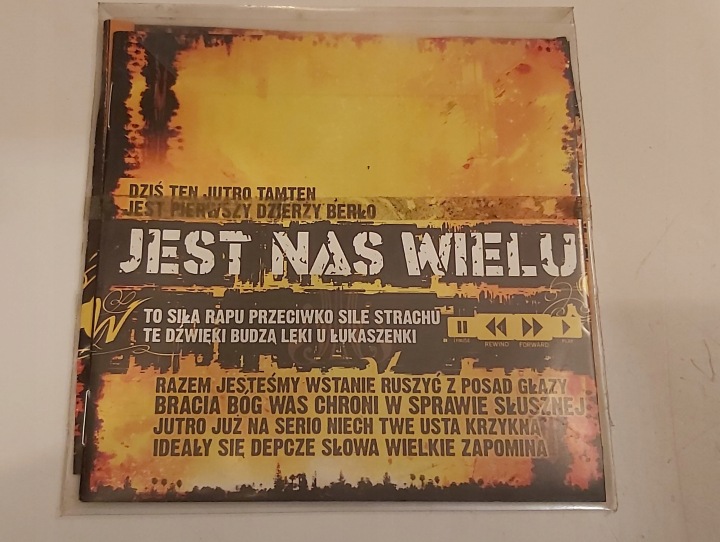 DZIŚ TEN JUTRO TAMTEN
JEST PIERWSZY DZIERŻY BERŁO
JEST NAS WIELU
TO SIŁA RAPU PRZECIWKO SILE STRACHU
TE DŹWIĘKI BUDZĄ LĘKI U ŁUKASZENKI
REWIND FORWARD PLAY
RAZEM JESTEŚMY WSTANIE RUSZYĆ Z POSAD GŁAZY
BRACIA BÓG WAS CHRONI W SPRAWIE SŁUSZNEJ
JUTRO JUŻ NA SERIO NIECH TWE USTA KRZYKNĄ
IDEAŁY SIĘ DEPCZE SŁOWA WIELKIE ZAPOMINA